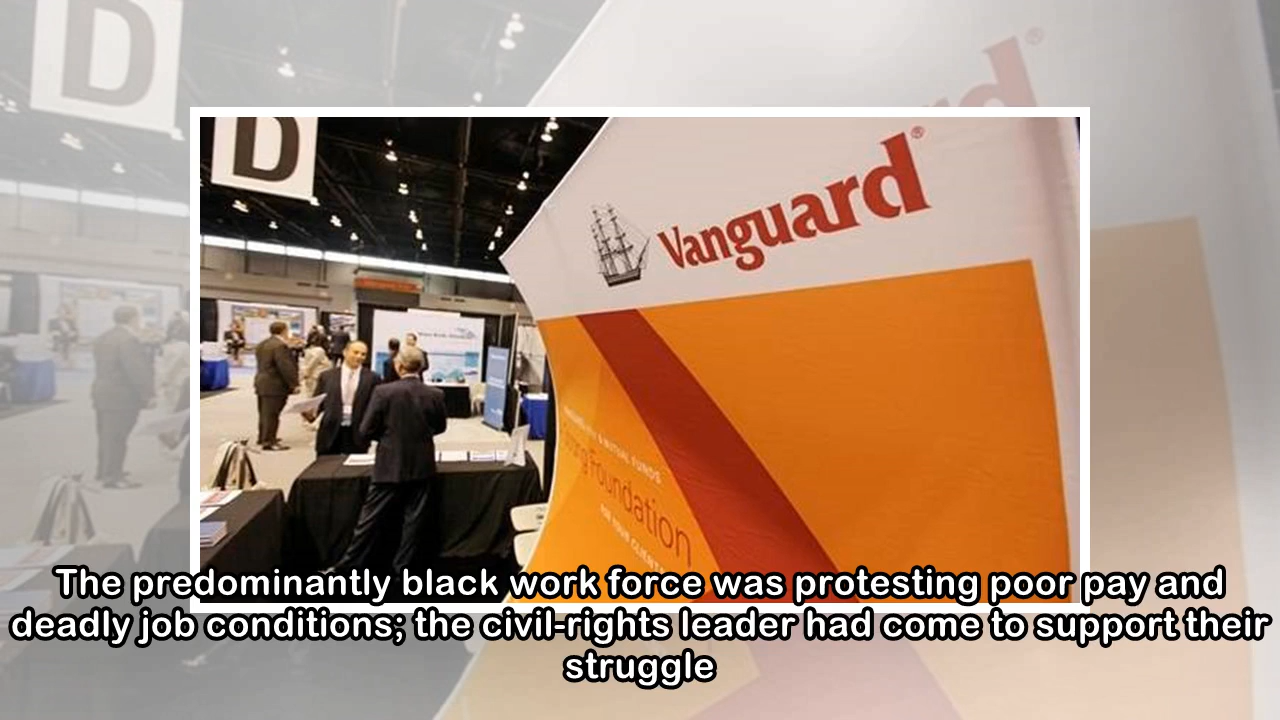 D
D
rd®
Vanguard®
Foundation
The predominantly black work force was protesting poor pay and
deadly job conditions; the civil-rights leader had come to support their
struggle